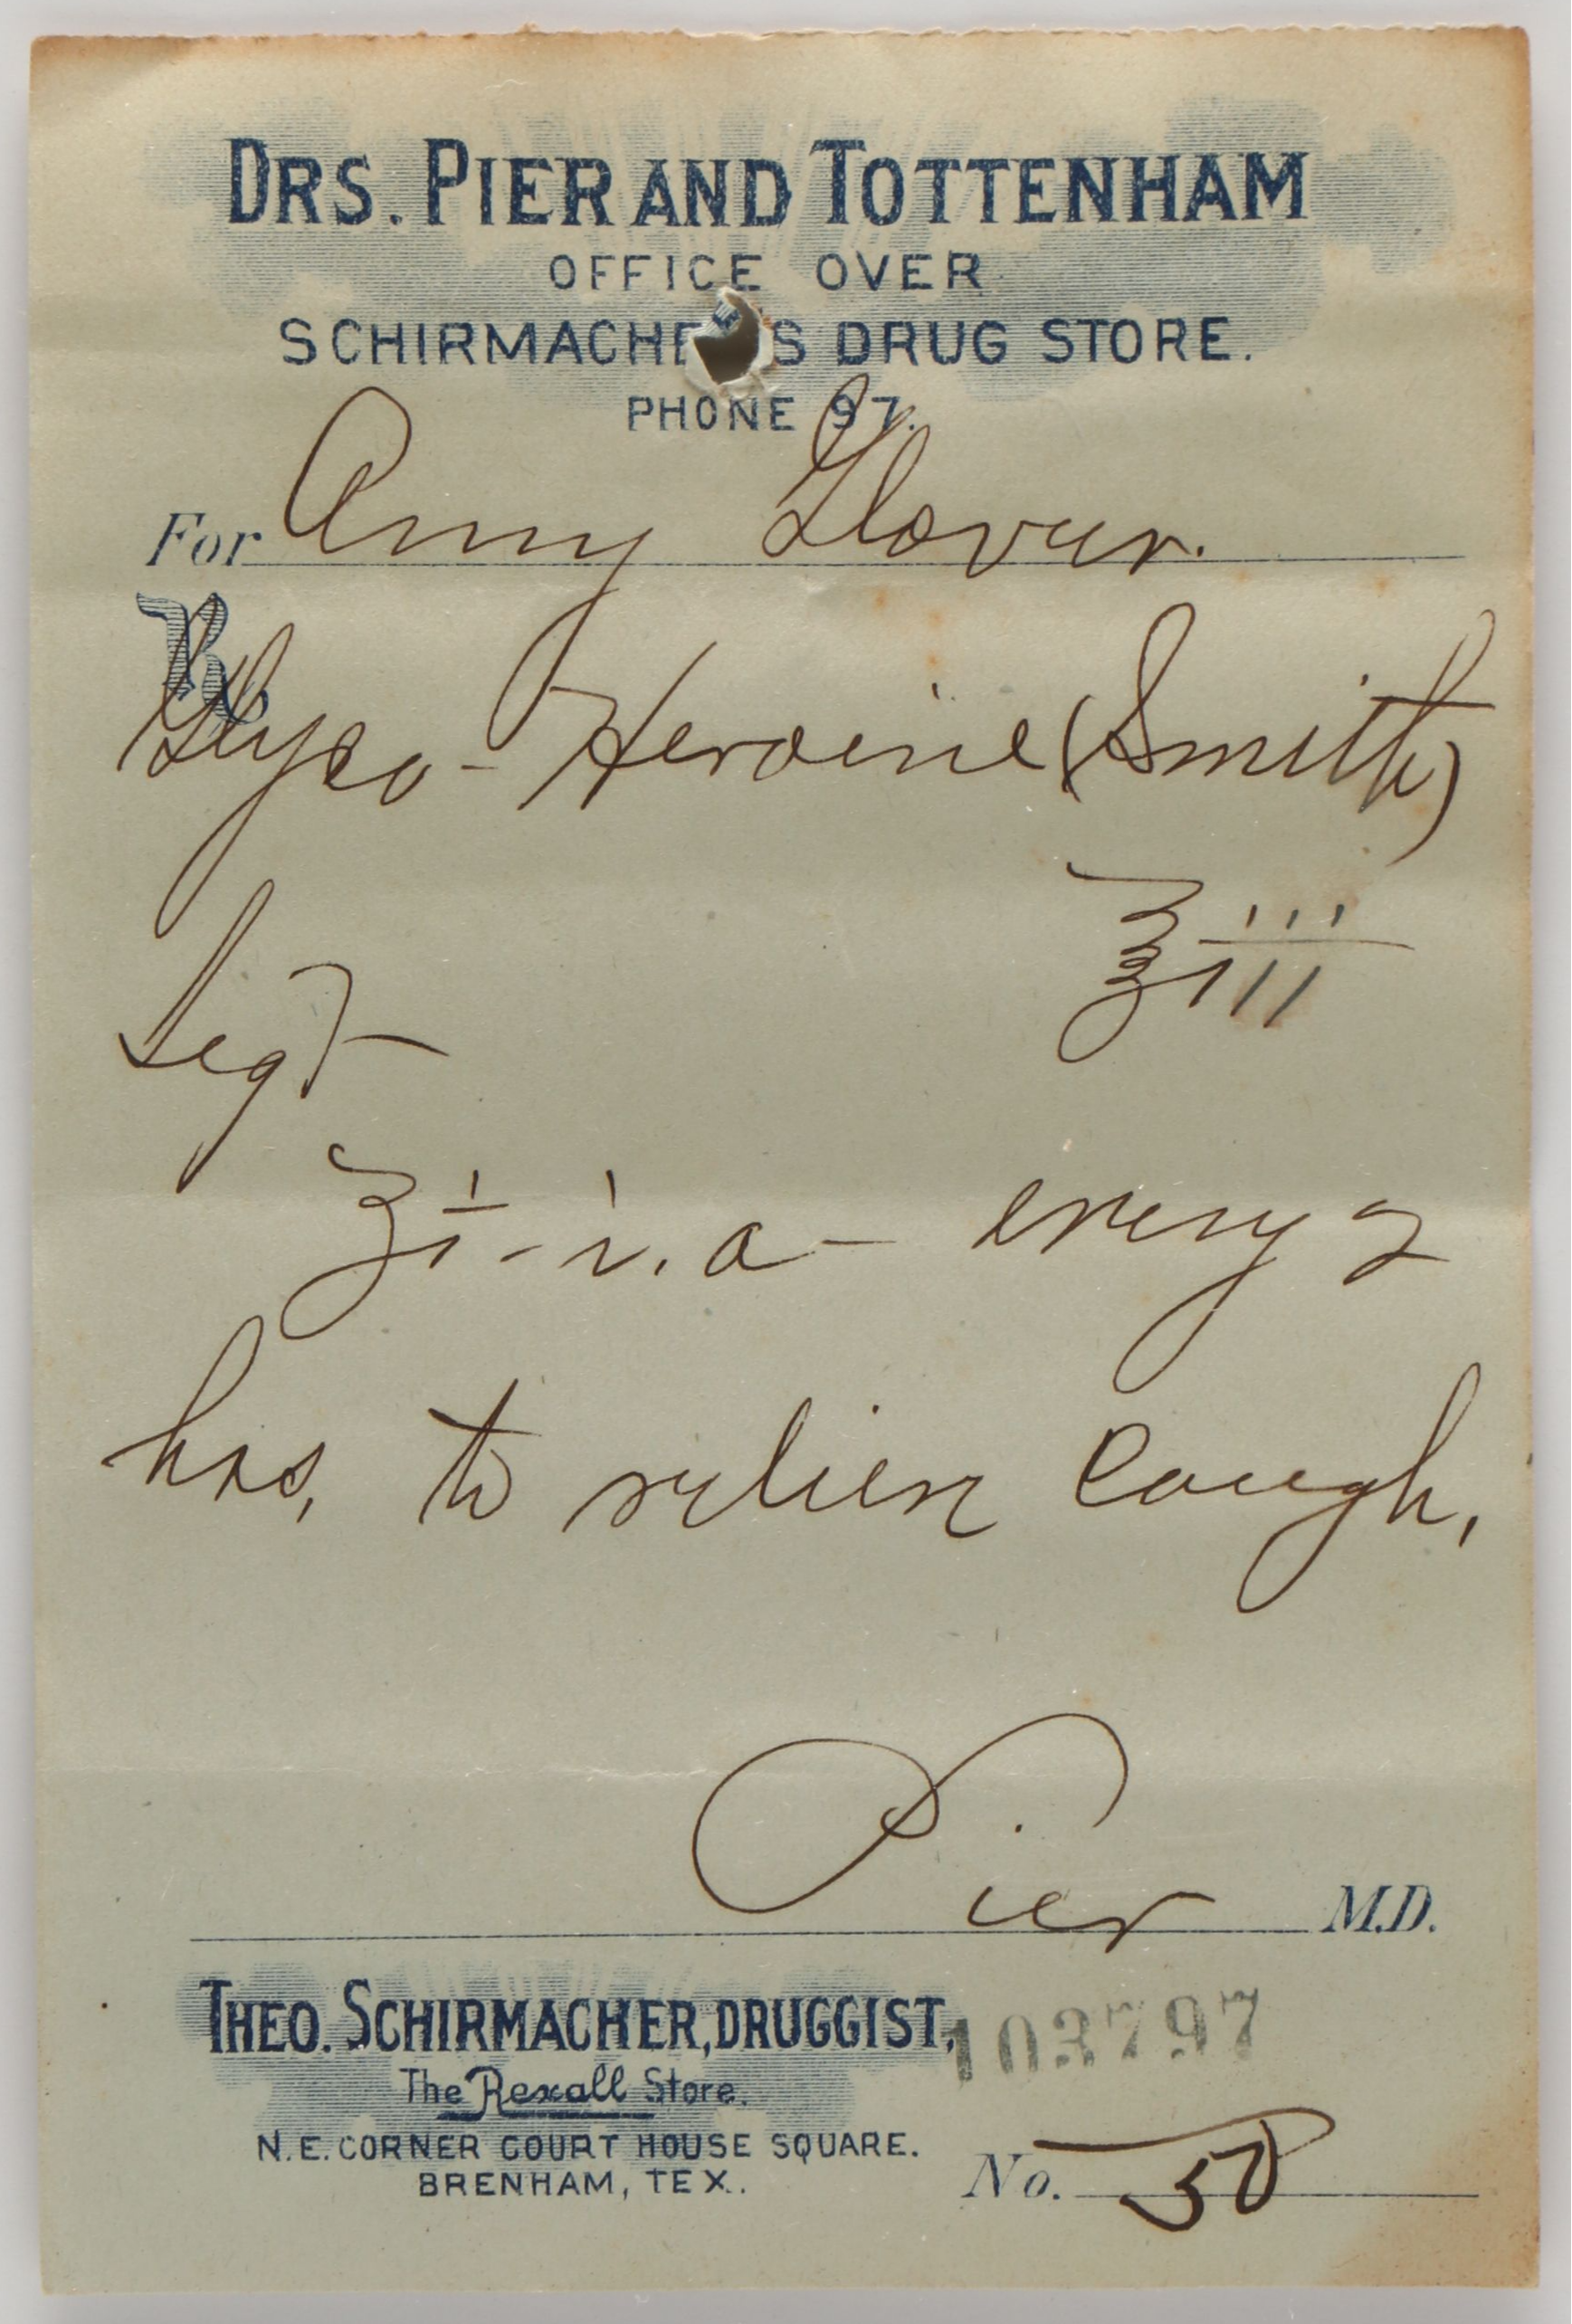 DRS. PIER AND TOTTENHAM
OFFICE OVER
SCHIRMACHE'S DRUG STORE.
PHONE 97.
For Amy Glover.
℞
Glyco-Heroine (Smith)
℥iii
Sig
ʒi - i. a - every 2
hrs, to relieve cough,
Pier M.D.
THEO. SCHIRMACHER, DRUGGIST,
103797
The Rexall Store.
N.E. CORNER COURT HOUSE SQUARE.
BRENHAM, TEX.
No. 50